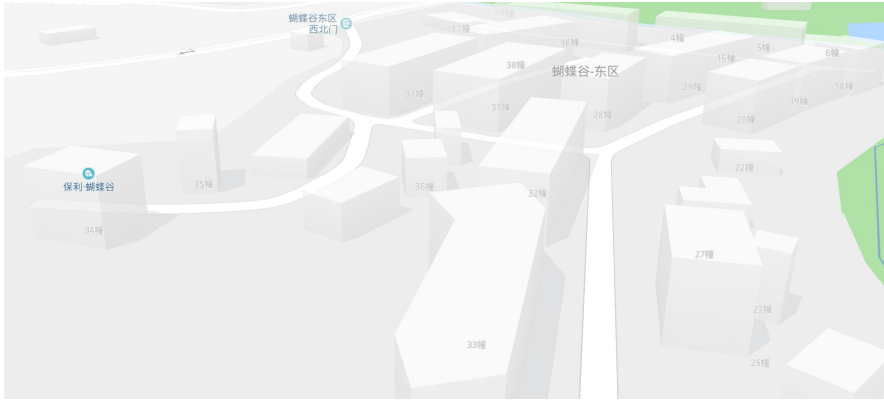 蝴蝶谷东区
西北门
17幢
16幢
4幢
5幢
6幢
15幢
38幢
蝴蝶谷-东区
37幢
31幢
28幢
29幢
20幢
19幢
18幢
22幢
保利·蝴蝶谷
35幢
36幢
32幢
34幢
27幢
23幢
33幢
25幢